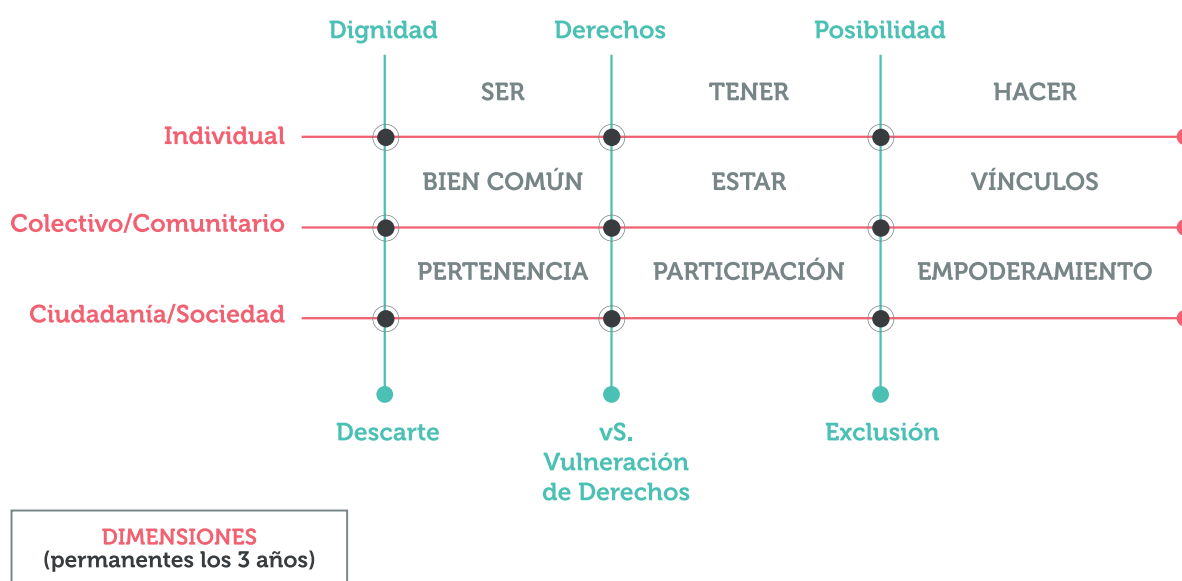 Dignidad Derechos Posibilidad
SER TENER HACER
Individual
BIEN COMÚN ESTAR VÍNCULOS
Colectivo/Comunitario
PERTENENCIA PARTICIPACIÓN EMPODERAMIENTO
Ciudadanía/Sociedad
Descarte vS. Exclusión
Vulneración
de Derechos
DIMENSIONES
(permanentes los 3 años)